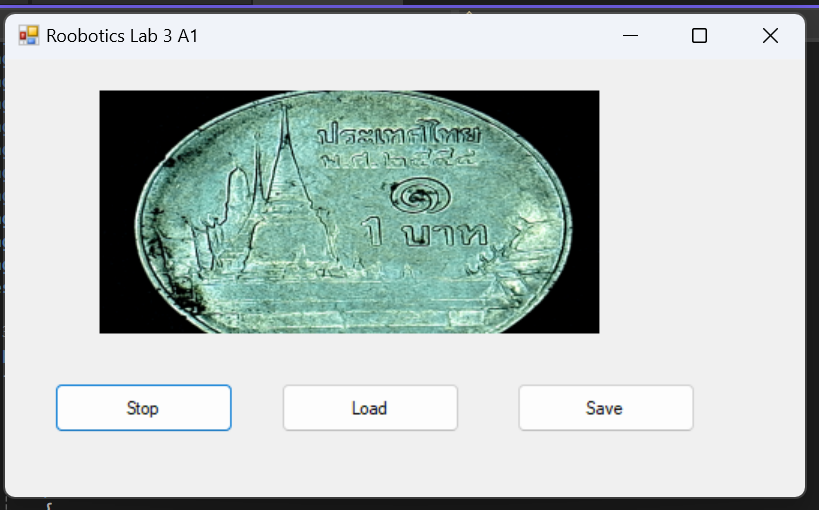 Roobotics Lab 3 A1
ประเทศไทย
พ.ศ.๒๕๕๔
๑
1 บาท
Stop
Load
Save